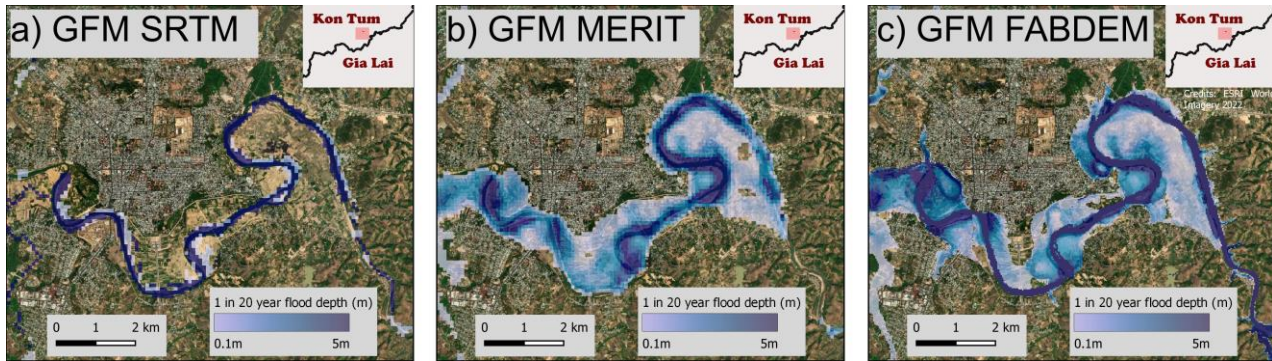 a) GFM SRTM
Kon Tum
Gia Lai
1 in 20 year flood depth (m)
0 1 2 km
0.1m 5m
b) GFM MERIT
Kon Tum
Gia Lai
1 in 20 year flood depth (m)
0 1 2 km
0.1m 5m
c) GFM FABDEM
Kon Tum
Gia Lai
Credits: ESRI World
Imagery 2022
1 in 20 year flood depth (m)
0 1 2 km
0.1m 5m